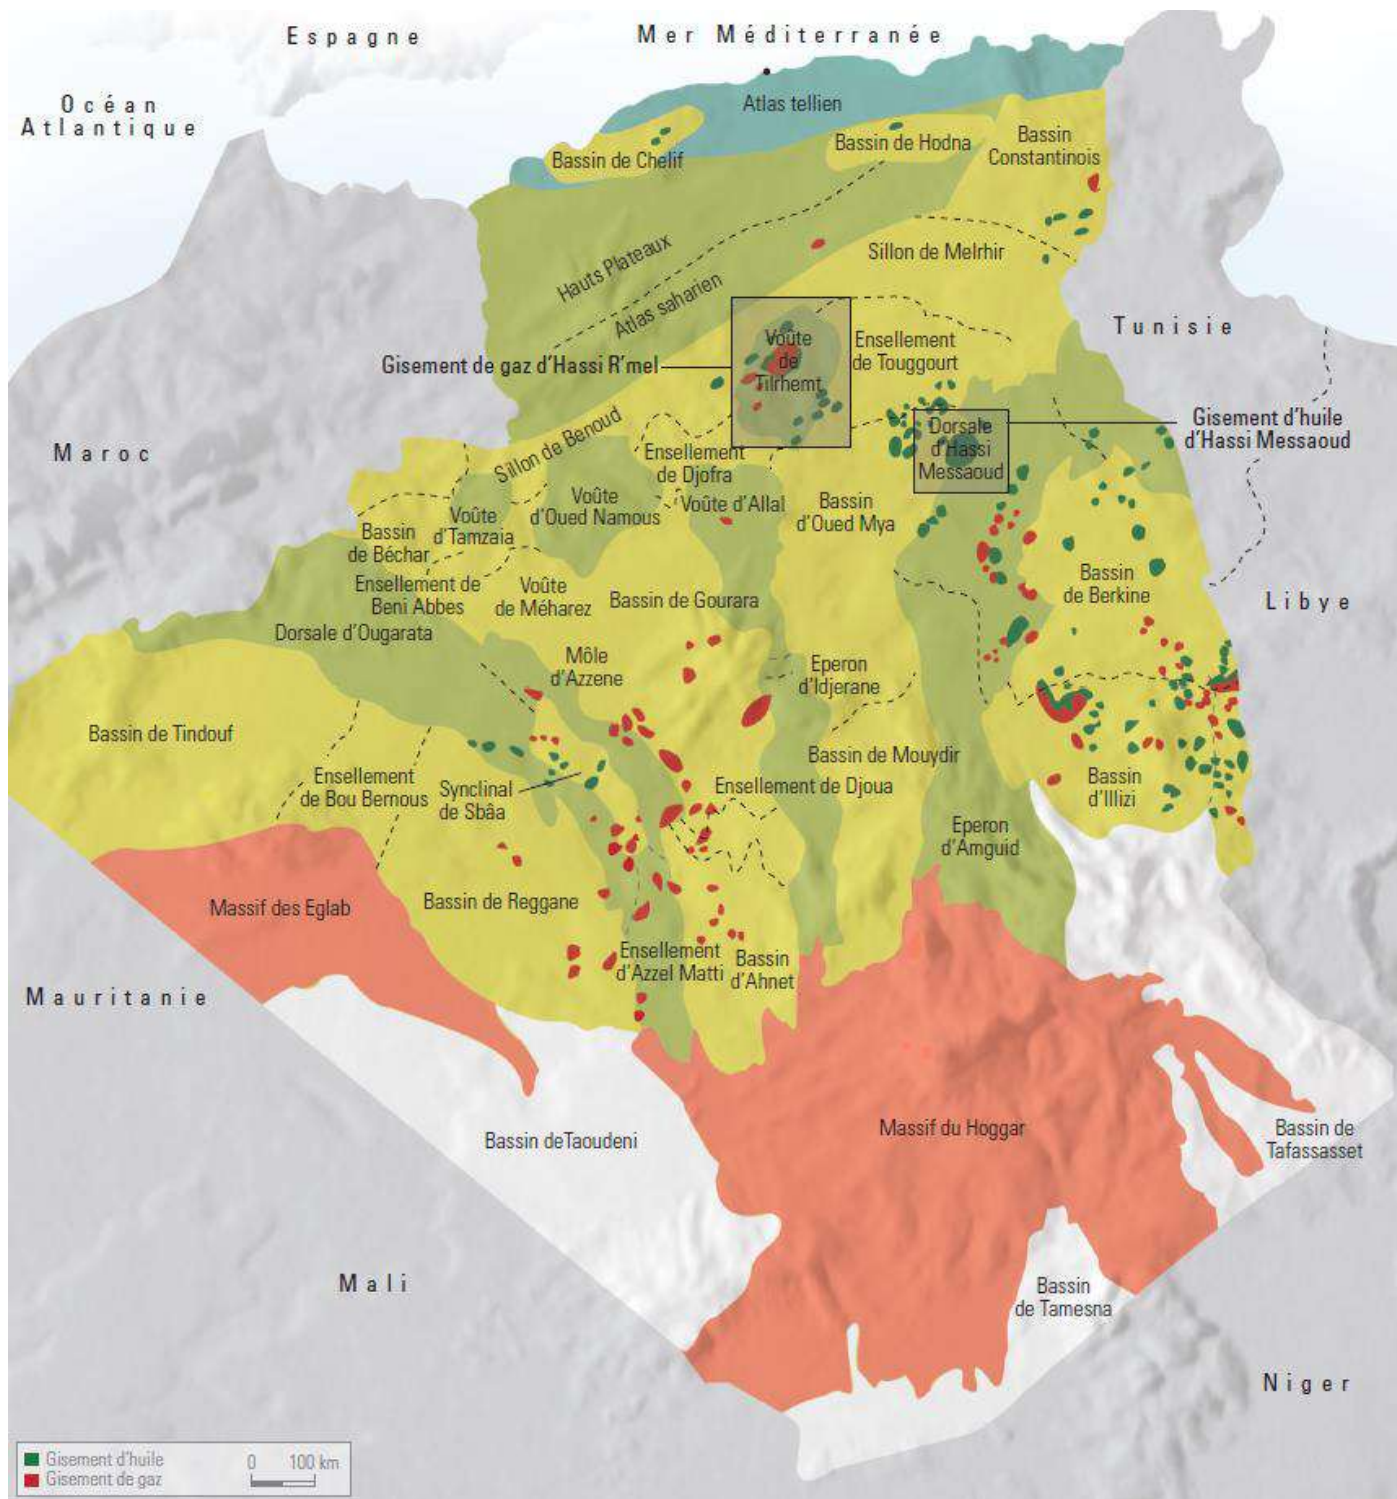 Espagne
Mer Méditerranée
Océan
Atlantique
Atlas tellien
Bassin de Chelif
Bassin de Hodna
Bassin
Constantinois
Hauts Plateaux
Atlas saharien
Sillon de Melrhir
Tunisie
Gisement de gaz d'Hassi R'mel
Voûte
de
Tilrhemt
Ensellement
de Touggourt
Maroc
Sillon de Benoud
Ensellement
de Djofra
Dorsale
d'Hassi
Messaoud
Gisement d'huile
d'Hassi Messaoud
Bassin
de Béchar
Voûte
d'Tamzaia
Voûte
d'Oued Namous
Voûte d'Allal
Bassin
d'Oued Mya
Ensellement de
Beni Abbes
Voûte
de Méharez
Bassin de Gourara
Bassin
de Berkine
Libye
Dorsale d'Ougarata
Môle
d'Azzene
Eperon
d'Idjerane
Bassin de Tindouf
Ensellement
de Bou Bernous
Synclinal
de Sbâa
Bassin de Mouydir
Ensellement de Djoua
Bassin
d'Illizi
Eperon
d'Amguid
Massif des Eglab
Bassin de Reggane
Ensellement
d'Azzel Matti
Bassin
d'Ahnet
Mauritanie
Bassin deTaoudeni
Massif du Hoggar
Bassin de
Tafassasset
Mali
Bassin
de Tamesna
Niger
Gisement d'huile
Gisement de gaz
0 100 km